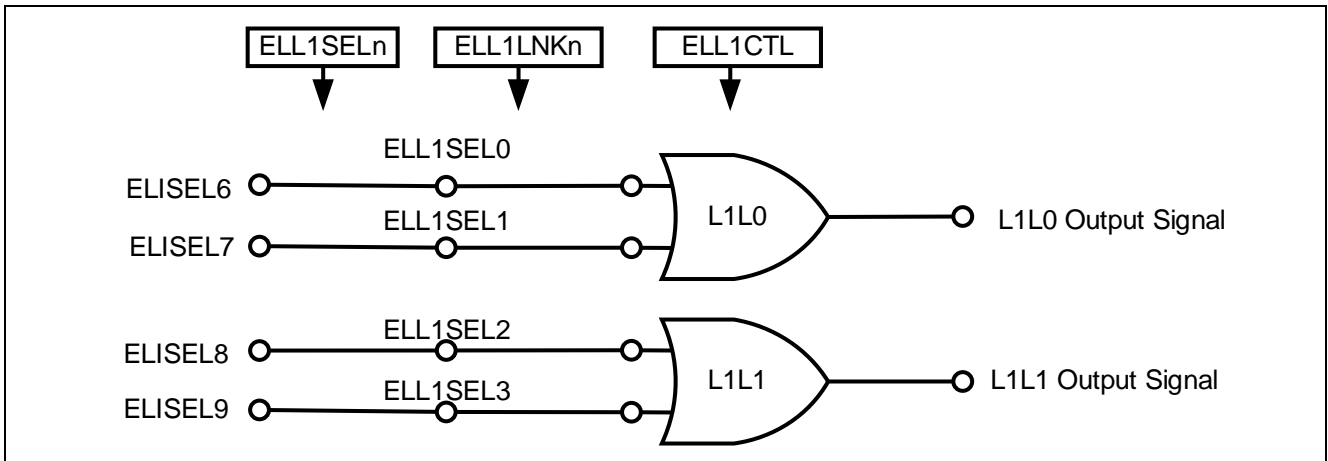 ELL1SELn ELL1LNKn ELL1CTL
ELL1SEL0
ELISEL6
L1L0
L1L0 Output Signal
ELL1SEL1
ELISEL7
ELL1SEL2
ELISEL8
L1L1
L1L1 Output Signal
ELL1SEL3
ELISEL9